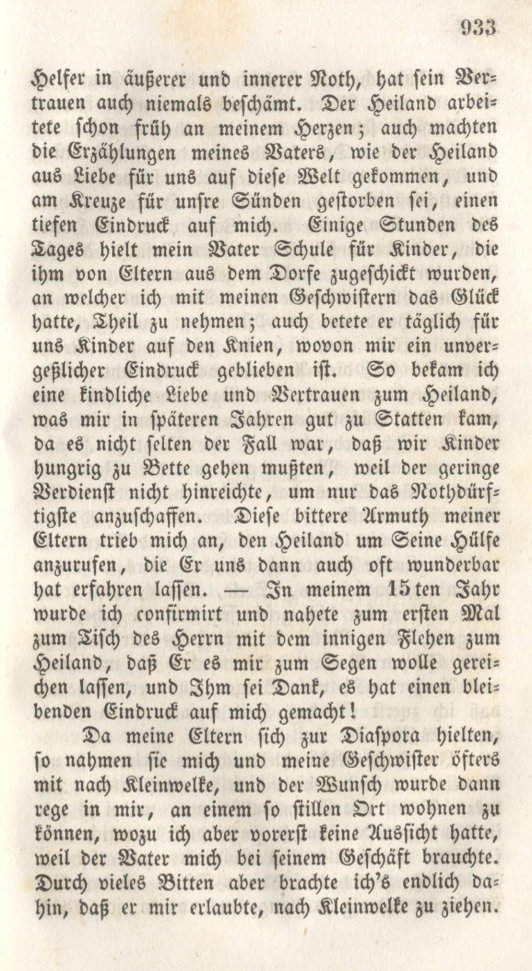 933
Helfer in äußerer und innerer Noth, hat sein Ver-
trauen auch niemals beschämt. Der Heiland arbei-
tete schon früh an meinem Herzen; auch machten
die Erzählungen meines Vaters, wie der Heiland
aus Liebe für uns auf diese Welt gekommen, und
am Kreuze für unsre Sünden gestorben sei, einen
tiefen Eindruck auf mich. Einige Stunden des
Tages hielt mein Vater Schule für Kinder, die
ihm von Eltern aus dem Dorfe zugeschickt wurden,
an welcher ich mit meinen Geschwistern das Glück
hatte, Theil zu nehmen; auch betete er täglich für
uns Kinder auf den Knien, wovon mir ein unver-
geßlicher Eindruck geblieben ist. So bekam ich
eine kindliche Liebe und Vertrauen zum Heiland,
was mir in späteren Jahren gut zu Statten kam,
da es nicht selten der Fall war, daß wir Kinder
hungrig zu Bette gehen mußten, weil der geringe
Verdienst nicht hinreichte, um nur das Nothdürf-
tigste anzuschaffen. Diese bittere Armuth meiner
Eltern trieb mich an, den Heiland um Seine Hülfe
anzurufen, die Er uns dann auch oft wunderbar
hat erfahren lassen. — In meinem 15ten Jahr
wurde ich confirmirt und nahete zum ersten Mal
zum Tisch des Herrn mit dem innigen Flehen zum
Heiland, daß Er es mir zum Segen wolle gerei-
chen lassen, und Ihm sei Dank, es hat einen blei-
benden Eindruck auf mich gemacht!
Da meine Eltern sich zur Diaspora hielten,
so nahmen sie mich und meine Geschwister öfters
mit nach Kleinwelke, und der Wunsch wurde dann
rege in mir, an einem so stillen Ort wohnen zu
können, wozu ich aber vorerst keine Aussicht hatte,
weil der Vater mich bei seinem Geschäft brauchte.
Durch vieles Bitten aber brachte ich's endlich da-
hin, daß er mir erlaubte, nach Kleinwelke zu ziehen.